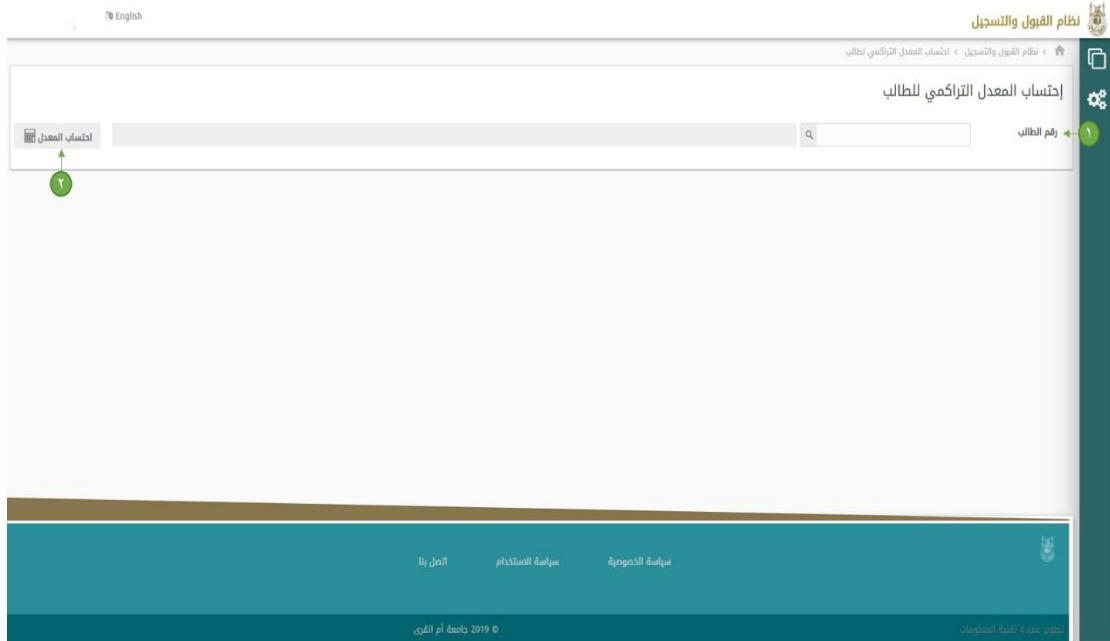 نظام القبول والتسجيل
English
نظام القبول والتسجيل > احتساب المعدل التراكمي لطالب
إحتساب المعدل التراكمي للطالب
رقم الطالب
احتساب المعدل
١
٢
سياسة الخصوصية
سياسة الاستخدام
اتصل بنا
تطوير عمادة تقنية المعلومات
© 2019 جامعة أم القرى